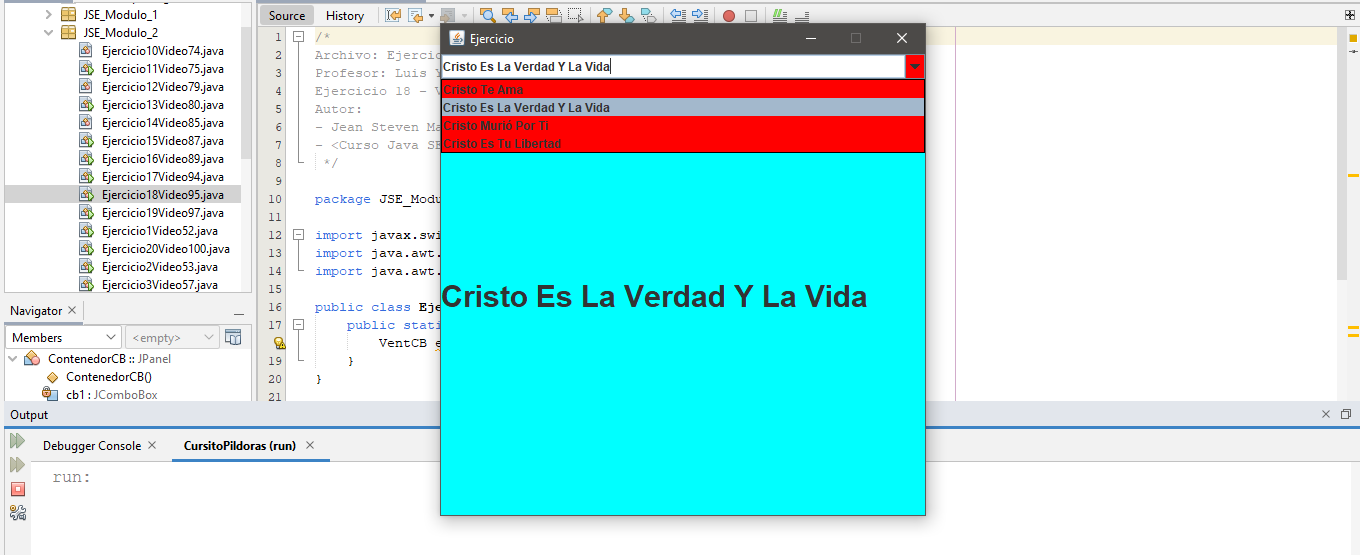 JSE_Modulo_1
JSE_Modulo_2
Ejercicio10Video74.java
Ejercicio11Video75.java
Ejercicio12Video79.java
Ejercicio13Video80.java
Ejercicio14Video85.java
Ejercicio15Video87.java
Ejercicio16Video89.java
Ejercicio17Video94.java
Ejercicio18Video95.java
Ejercicio19Video97.java
Ejercicio1Video52.java
Ejercicio20Video100.java
Ejercicio2Video53.java
Ejercicio3Video57.java
Navigator
Members
<empty>
ContenedorCB :: JPanel
ContenedorCB()
cb1 : JComboBox
Source History
1 /*
2 Archivo: Ejercic
3 Profesor: Luis Y
4 Ejercicio 18 - V
5 Autor:
6 - Jean Steven Ma
7 - <Curso Java SE
8 */
9
10 package JSE_Modu
11
12 import javax.swi
13 import java.awt.
14 import java.awt.
15
16 public class Eje
17 public stati
VentCB e
19 }
20 }
21
Ejercicio
Cristo Es La Verdad Y La Vida
Cristo Te Ama
Cristo Es La Verdad Y La Vida
Cristo Murió Por Ti
Cristo Es Tu Libertad
Cristo Es La Verdad Y La Vida
Output
Debugger Console CursitoPildoras (run)
run: